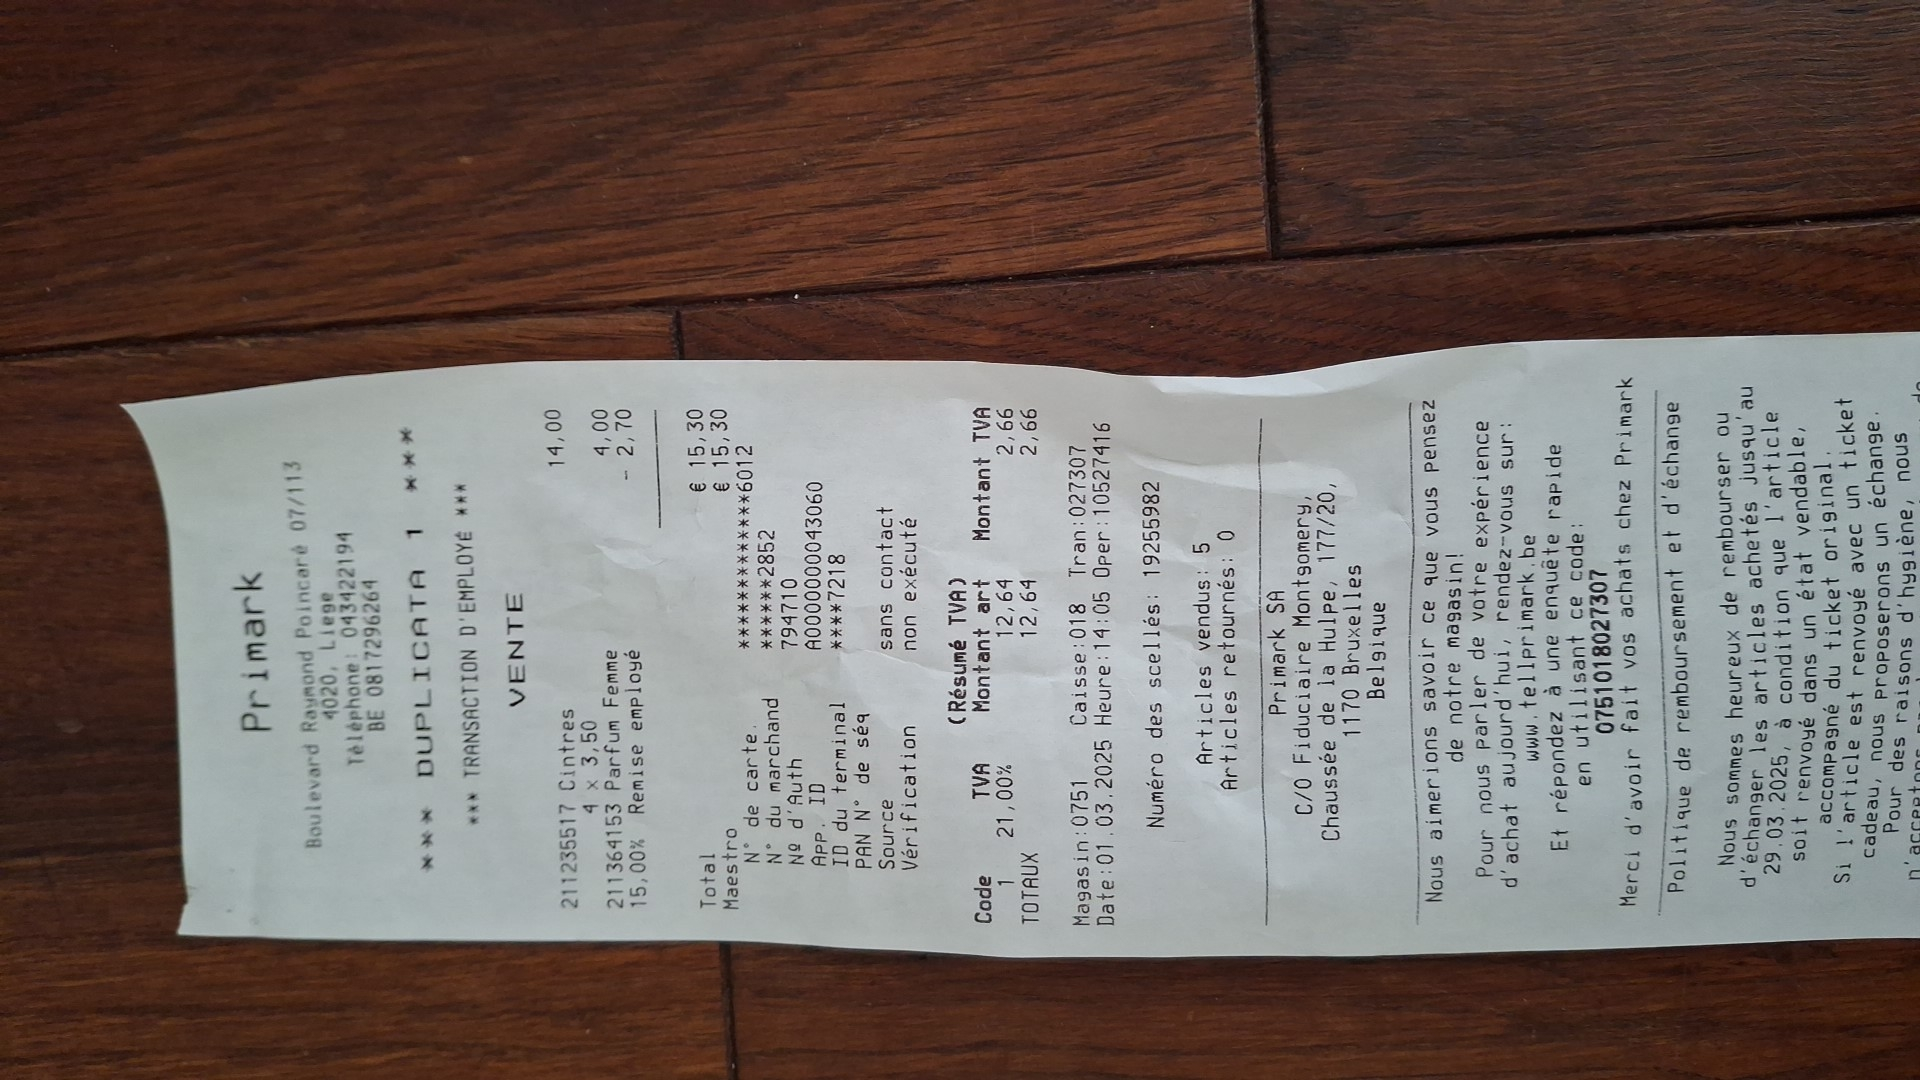 Primark
Boulevard Raymond Poincaré 07/113
4020, Liege
Téléphone: 043422194
BE 0817296264
*** DUPLICATA 1 ***
*** TRANSACTION D'EMPLOYÉ ***
VENTE
211235517 Cintres 14,00
4 x 3,50
211364153 Parfum Femme 4,00
15,00% Remise employé - 2,70
Total € 15,30
Maestro € 15,30
N° de carte. ***************6012
N° du marchand ******2852
Nº d'Auth 794710
App. ID A0000000043060
ID du terminal ****7218
PAN N° de séq
Source sans contact
Vérification non exécuté
(Résumé TVA)
Code TVA Montant art Montant TVA
1 21,00% 12,64 2,66
TOTAUX 12,64 2,66
Magasin:0751 Caisse:018 Tran:027307
Date:01.03.2025 Heure:14:05 Oper:10527416
Numéro des scellés: 19255982
Articles vendus: 5
Articles retournés: 0
Primark SA
C/O Fiduciaire Montgomery,
Chaussée de la Hulpe, 177/20,
1170 Bruxelles
Belgique
Nous aimerions savoir ce que vous pensez
de notre magasin!
Pour nous parler de votre expérience
d'achat aujourd'hui, rendez-vous sur:
www.tellprimark.be
Et répondez à une enquête rapide
en utilisant ce code:
075101802​7307
Merci d'avoir fait vos achats chez Primark
Politique de remboursement et d'échange
Nous sommes heureux de rembourser ou
d'échanger les articles achetés jusqu'au
29.03.2025, à condition que l'article
soit renvoyé dans un état vendable,
accompagné du ticket original.
Si l'article est renvoyé avec un ticket
cadeau, nous proposerons un échange.
Pour des raisons d'hygiène, nous